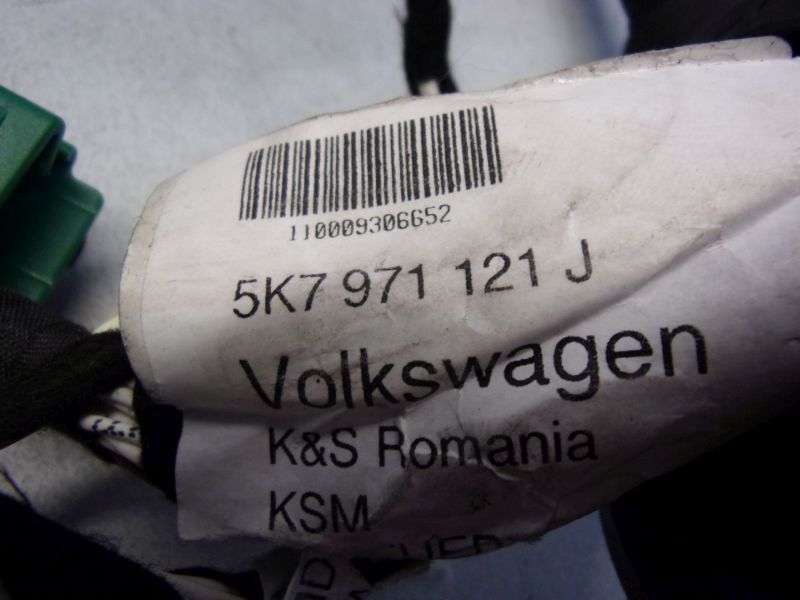 110009306652
5K7 971 121 J
Volkswagen
K&S Romania
KSM